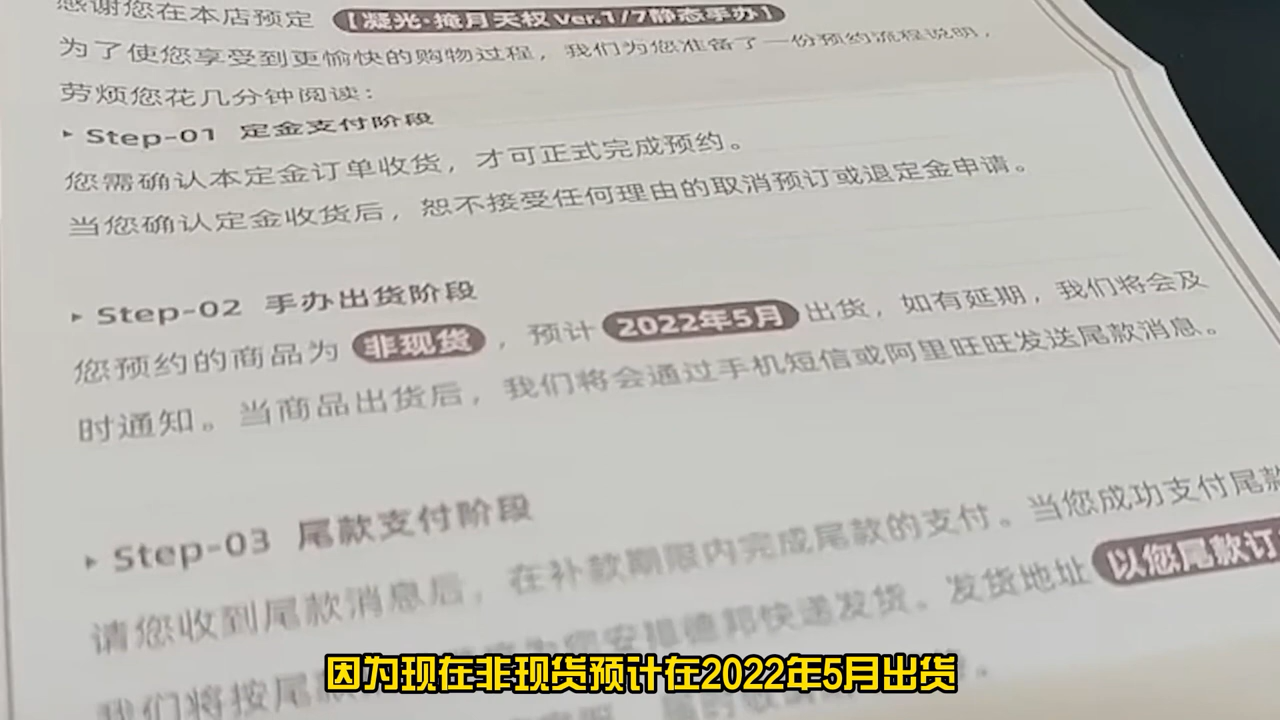 感谢您在本店预定 【凝光·掩月天权 Ver.1/7静态手办】
为了使您享受到更愉快的购物过程，我们为您准备了一份预约流程说明，
劳烦您花几分钟阅读：
▸ Step-01 定金支付阶段
您需确认本定金订单收货，才可正式完成预约。
当您确认定金收货后，恕不接受任何理由的取消预订或退定金申请。
▸ Step-02 手办出货阶段
您预约的商品为 非现货 ，预计 2022年5月 出货，如有延期，我们将会及
时通知。当商品出货后，我们将会通过手机短信或阿里旺旺发送尾款消息。
▸ Step-03 尾款支付阶段
请您收到尾款消息后，在补款期限内完成尾款的支付。当您成功支付尾款
我们将按尾款 为您安排德邦快递发货。发货地址 以您尾款订
因为现在非现货预计在2022年5月出货